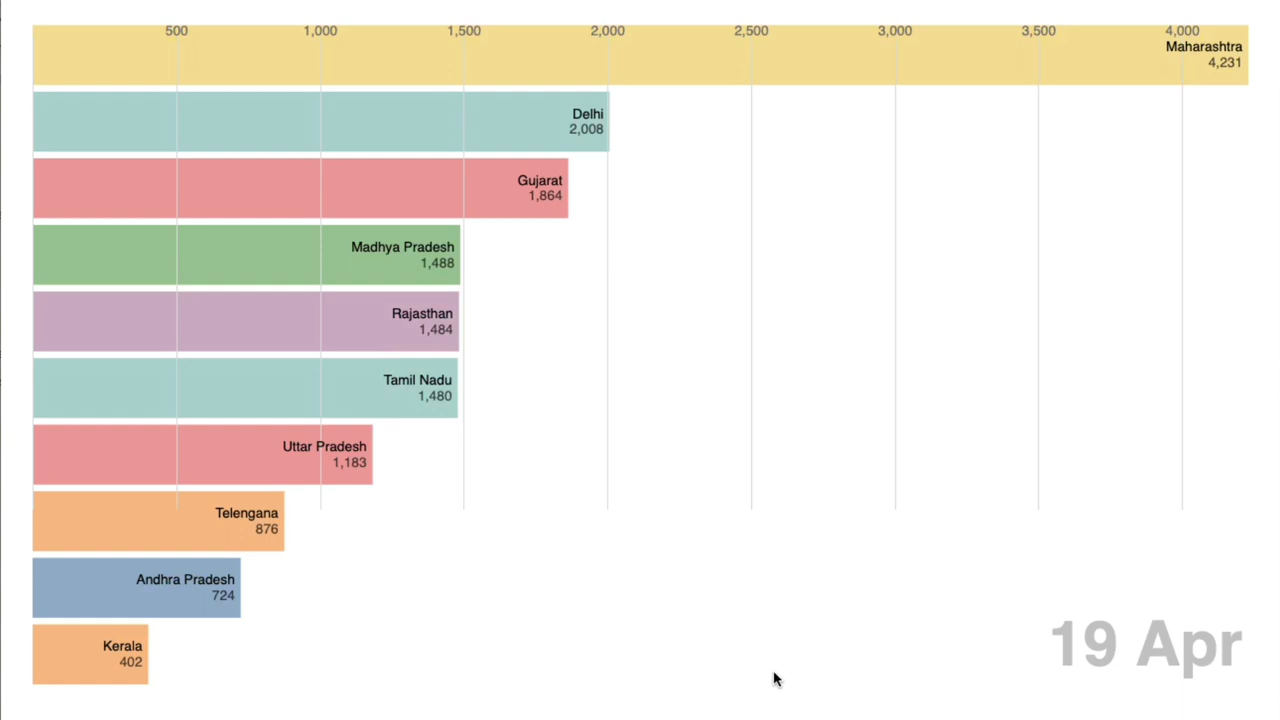 500 1,000 1,500 2,000 2,500 3,000 3,500 4,000
Maharashtra
4,231
Delhi
2,008
Gujarat
1,864
Madhya Pradesh
1,488
Rajasthan
1,484
Tamil Nadu
1,480
Uttar Pradesh
1,183
Telengana
876
Andhra Pradesh
724
Kerala
402
19 Apr